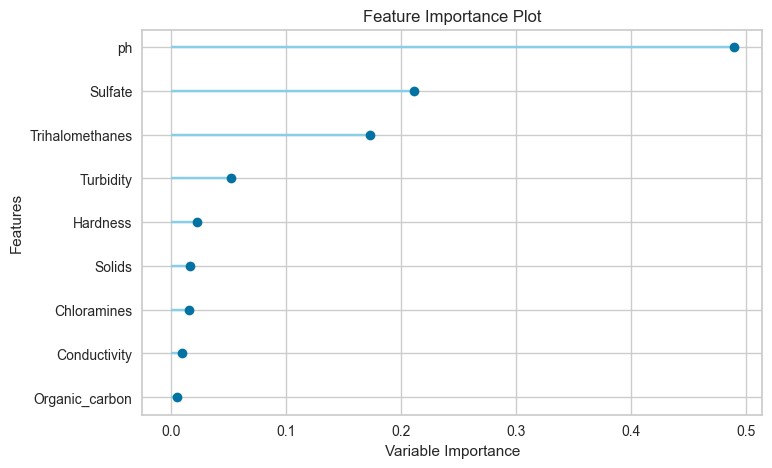 Feature Importance Plot
ph
Sulfate
Trihalomethanes
Turbidity
Hardness
Solids
Chloramines
Conductivity
Organic_carbon
Features
0.0 0.1 0.2 0.3 0.4 0.5
Variable Importance